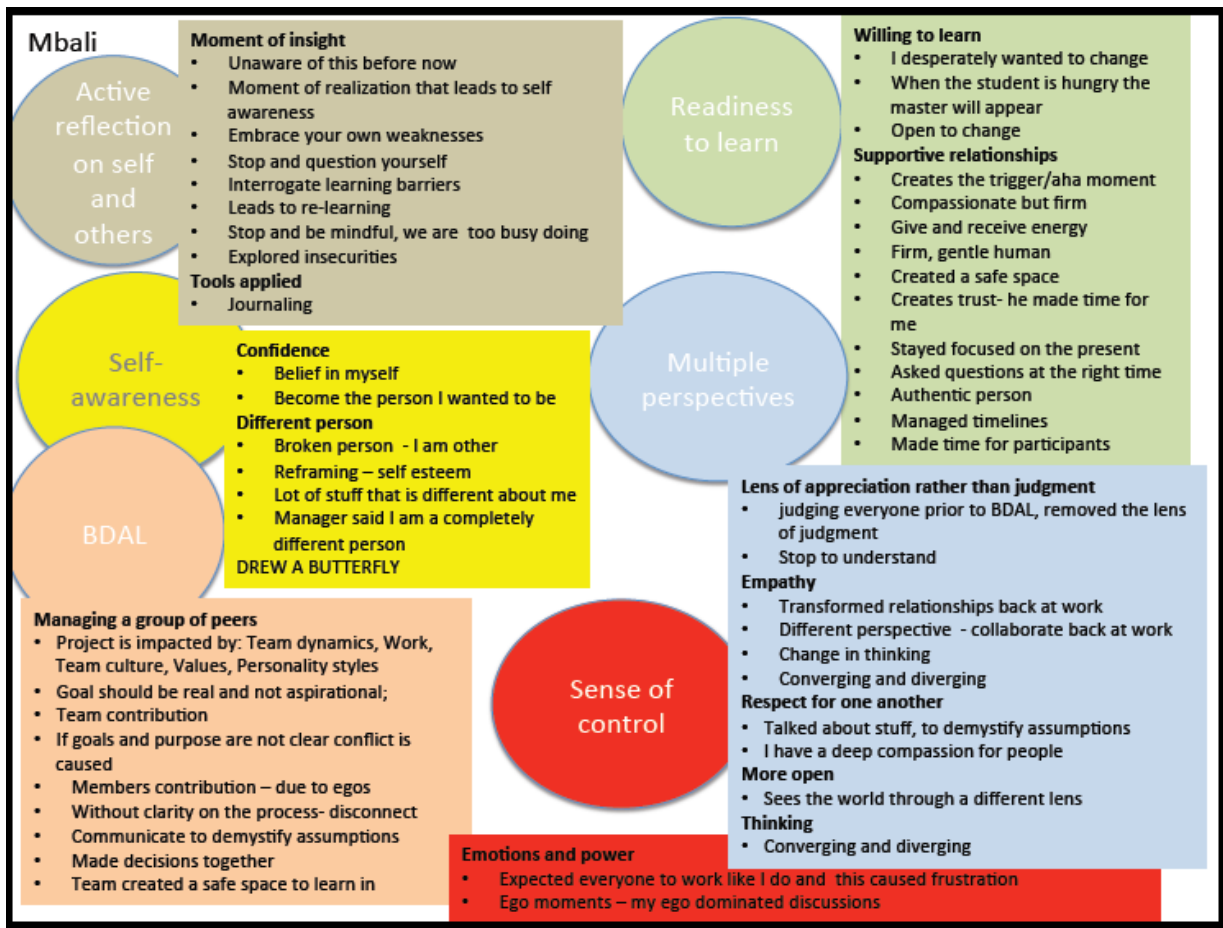 Mbali
Active
reflection
on self
and
others
Moment of insight
• Unaware of this before now
• Moment of realization that leads to self
awareness
• Embrace your own weaknesses
• Stop and question yourself
• Interrogate learning barriers
• Leads to re-learning
• Stop and be mindful, we are too busy doing
• Explored insecurities
Tools applied
• Journaling
Readiness
to learn
Willing to learn
• I desperately wanted to change
• When the student is hungry the
master will appear
• Open to change
Supportive relationships
• Creates the trigger/aha moment
• Compassionate but firm
• Give and receive energy
• Firm, gentle human
• Created a safe space
• Creates trust- he made time for
me
• Stayed focused on the present
• Asked questions at the right time
• Authentic person
• Managed timelines
• Made time for participants
Self-
awareness
Confidence
• Belief in myself
• Become the person I wanted to be
Different person
• Broken person - I am other
• Reframing – self esteem
• Lot of stuff that is different about me
• Manager said I am a completely
different person
DREW A BUTTERFLY
Multiple
perspectives
Lens of appreciation rather than judgment
• judging everyone prior to BDAL, removed the lens
of judgment
• Stop to understand
Empathy
• Transformed relationships back at work
• Different perspective - collaborate back at work
• Change in thinking
• Converging and diverging
Respect for one another
• Talked about stuff, to demystify assumptions
• I have a deep compassion for people
More open
• Sees the world through a different lens
Thinking
• Converging and diverging
BDAL
Managing a group of peers
• Project is impacted by: Team dynamics, Work,
Team culture, Values, Personality styles
• Goal should be real and not aspirational;
• Team contribution
• If goals and purpose are not clear conflict is
caused
• Members contribution – due to egos
• Without clarity on the process- disconnect
• Communicate to demystify assumptions
• Made decisions together
• Team created a safe space to learn in
Sense of
control
Emotions and power
• Expected everyone to work like I do and this caused frustration
• Ego moments – my ego dominated discussions